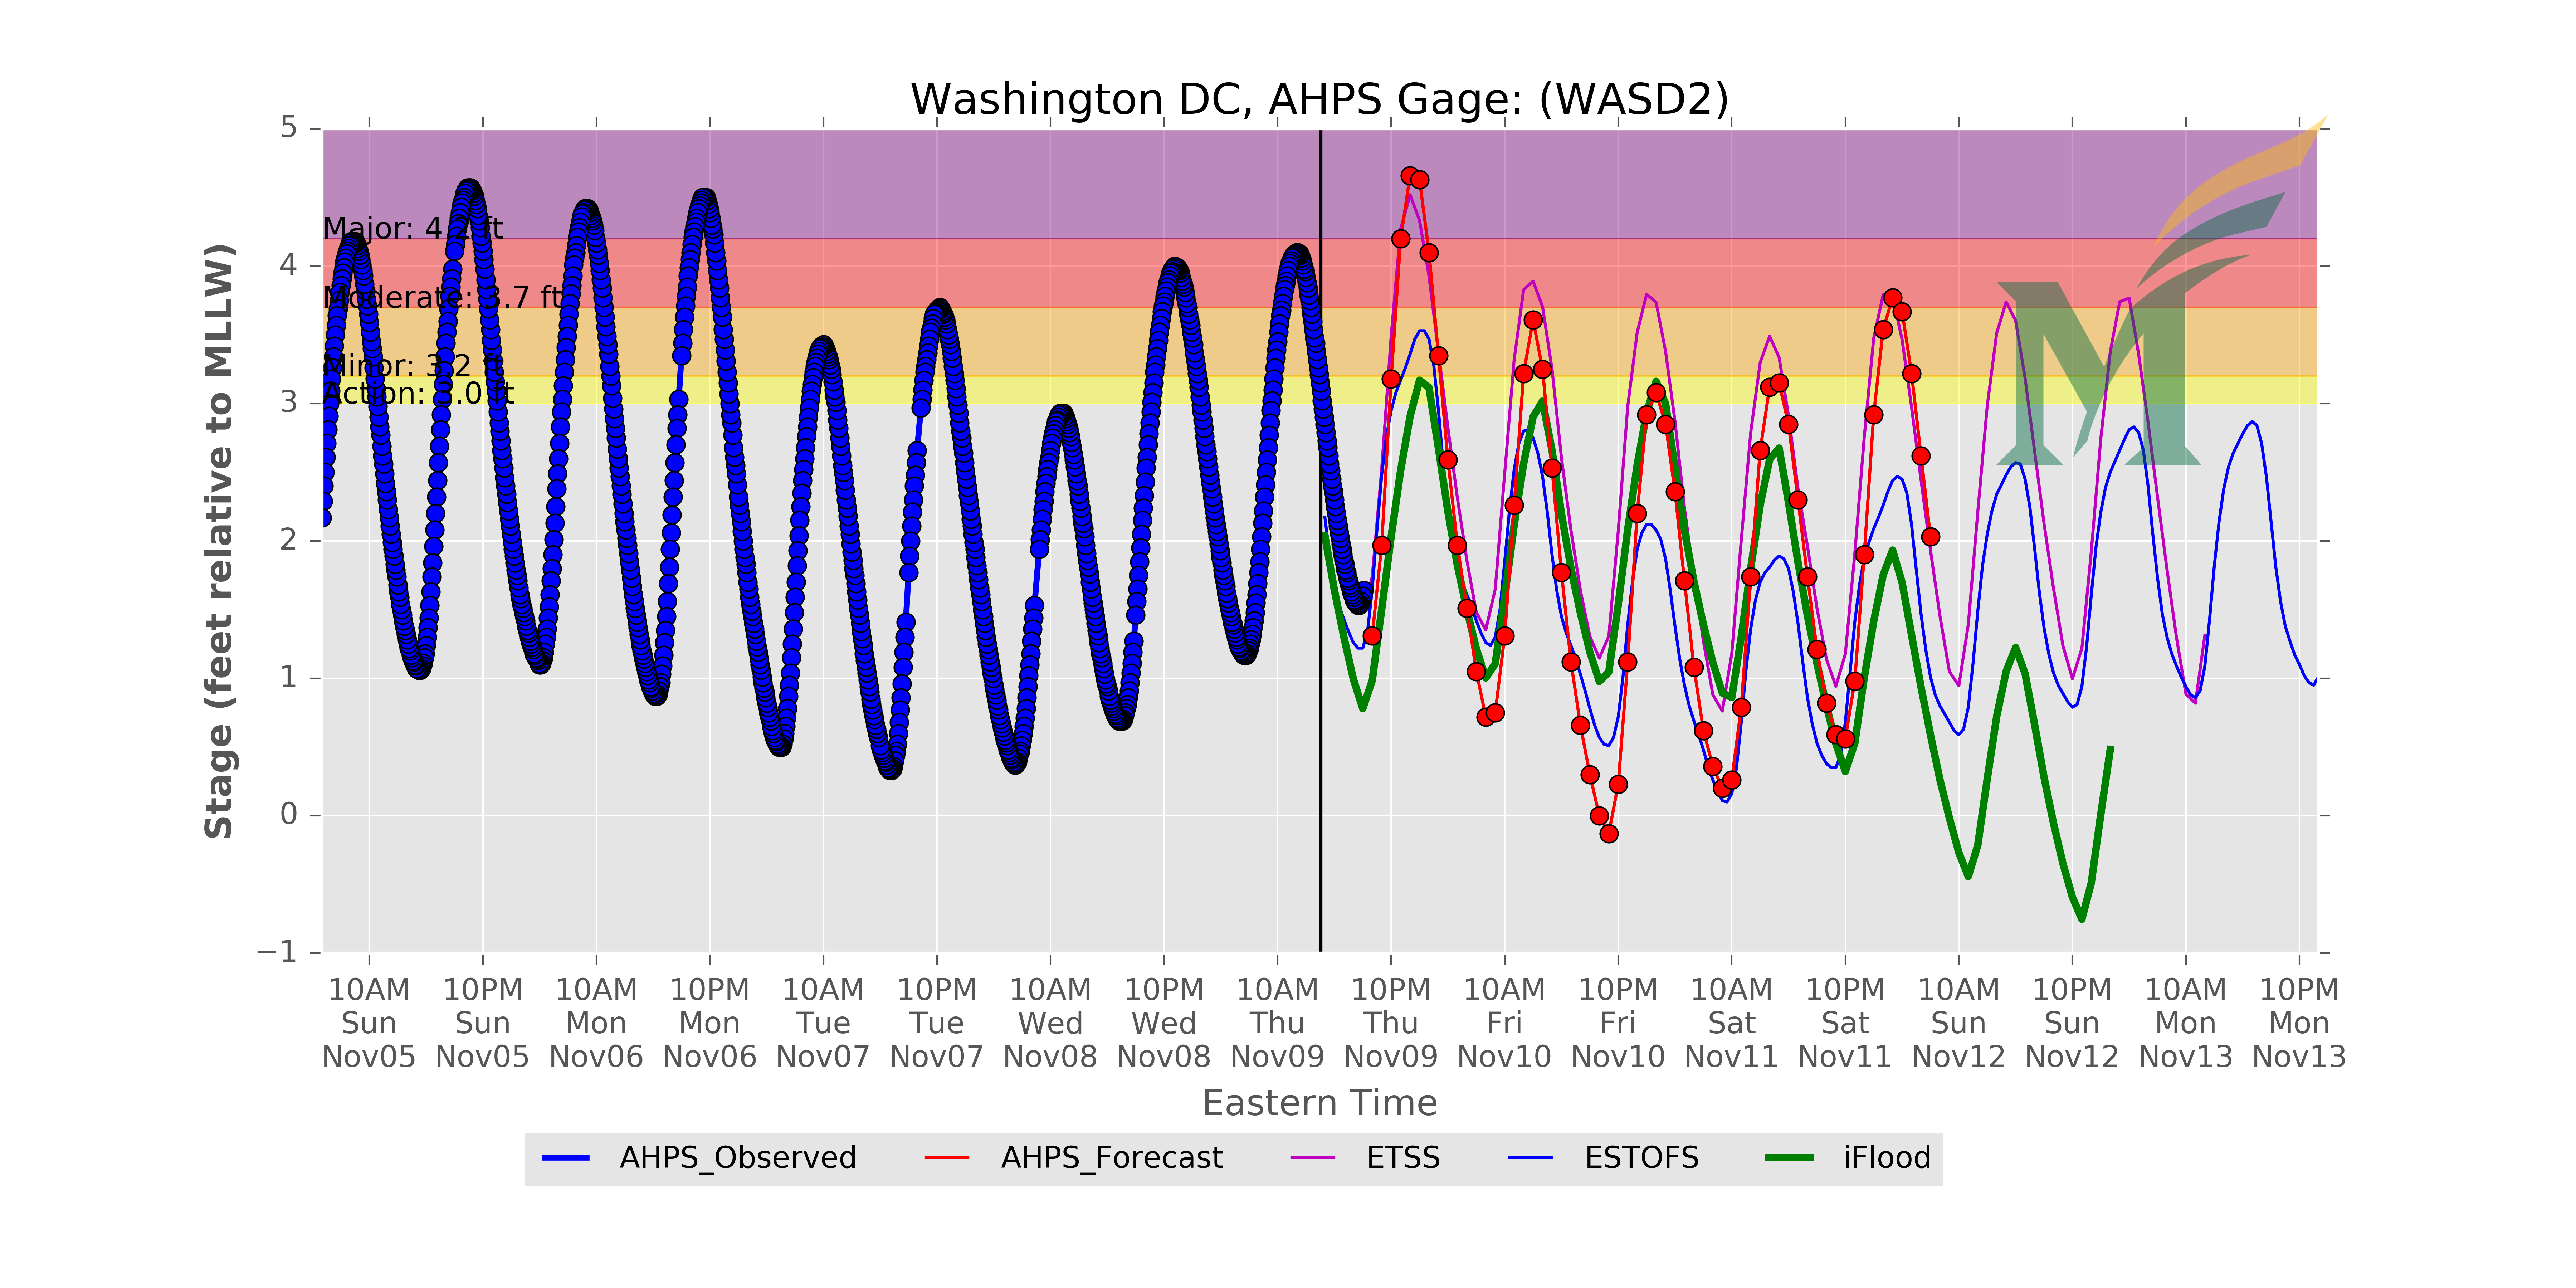 Washington DC, AHPS Gage: (WASD2)
Stage (feet relative to MLLW)
5
4
3
2
1
0
−1
Major: 4.2 ft
Moderate: 3.7 ft
Minor: 3.2 ft
Action: 3.0 ft
10AM 10PM 10AM 10PM 10AM 10PM 10AM 10PM 10AM 10PM 10AM 10PM 10AM 10PM 10AM 10PM 10AM 10PM
Sun Sun Mon Mon Tue Tue Wed Wed Thu Thu Fri Fri Sat Sat Sun Sun Mon Mon
Nov05 Nov05 Nov06 Nov06 Nov07 Nov07 Nov08 Nov08 Nov09 Nov09 Nov10 Nov10 Nov11 Nov11 Nov12 Nov12 Nov13 Nov13
Eastern Time
AHPS_Observed AHPS_Forecast ETSS ESTOFS iFlood